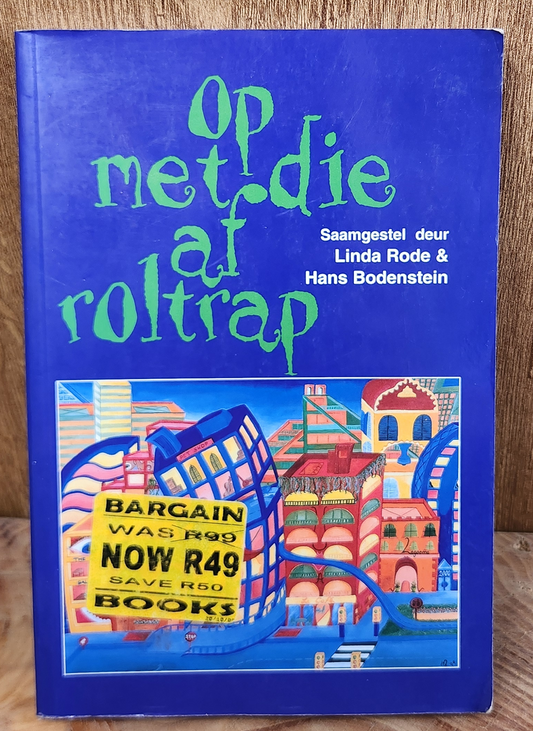 op
met die
af
roltrap
Saamgestel deur
Linda Rode &
Hans Bodenstein
BARGAIN
WAS R99
NOW R49
SAVE R50
BOOKS